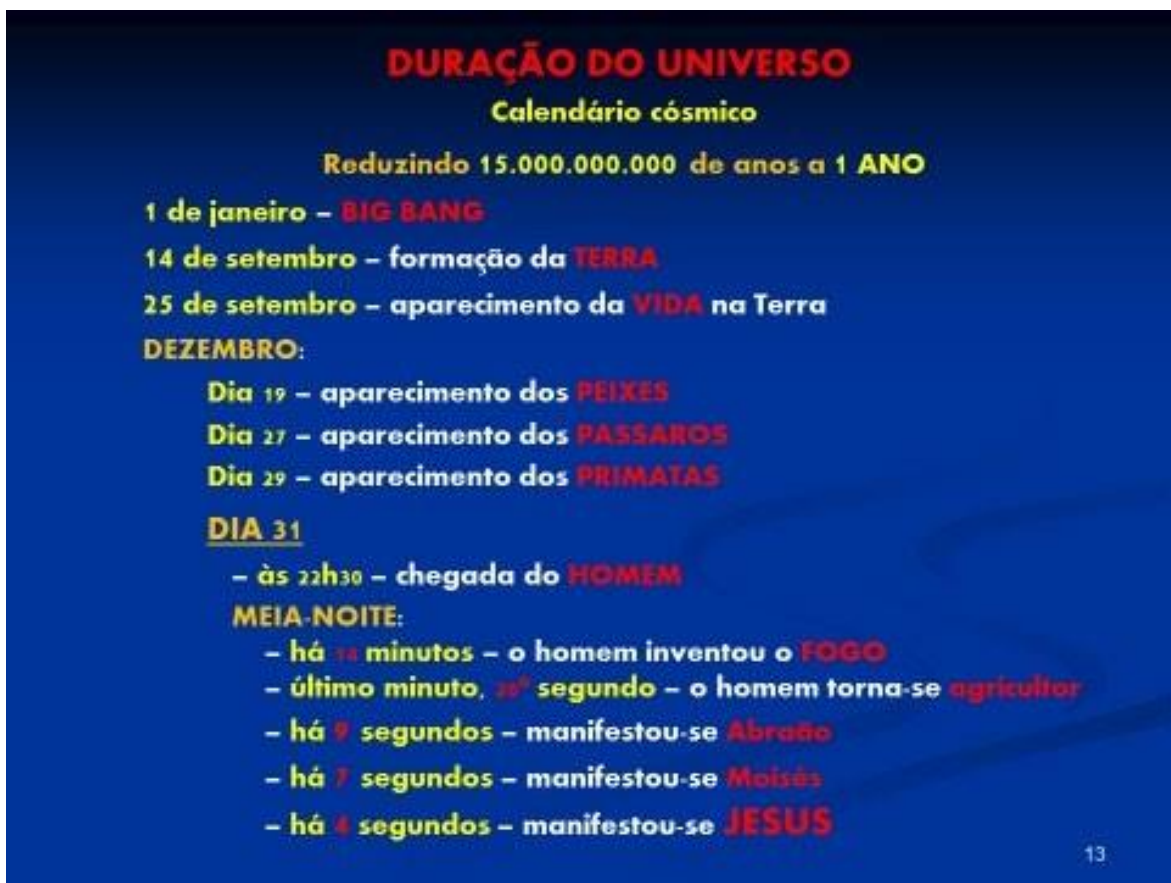 DURAÇÃO DO UNIVERSO
Calendário cósmico
Reduzindo 15.000.000.000 de anos a 1 ANO
1 de janeiro – BIG BANG
14 de setembro – formação da TERRA
25 de setembro – aparecimento da VIDA na Terra
DEZEMBRO:
Dia 19 – aparecimento dos PEIXES
Dia 27 – aparecimento dos PASSAROS
Dia 29 – aparecimento dos PRIMATAS
DIA 31
– às 22h30 – chegada do HOMEM
MEIA-NOITE:
– há 14 minutos – o homem inventou o FOGO
– último minuto, 20º segundo – o homem torna-se agricultor
– há 9 segundos – manifestou-se Abraão
– há 7 segundos – manifestou-se Moisés
– há 4 segundos – manifestou-se JESUS
13